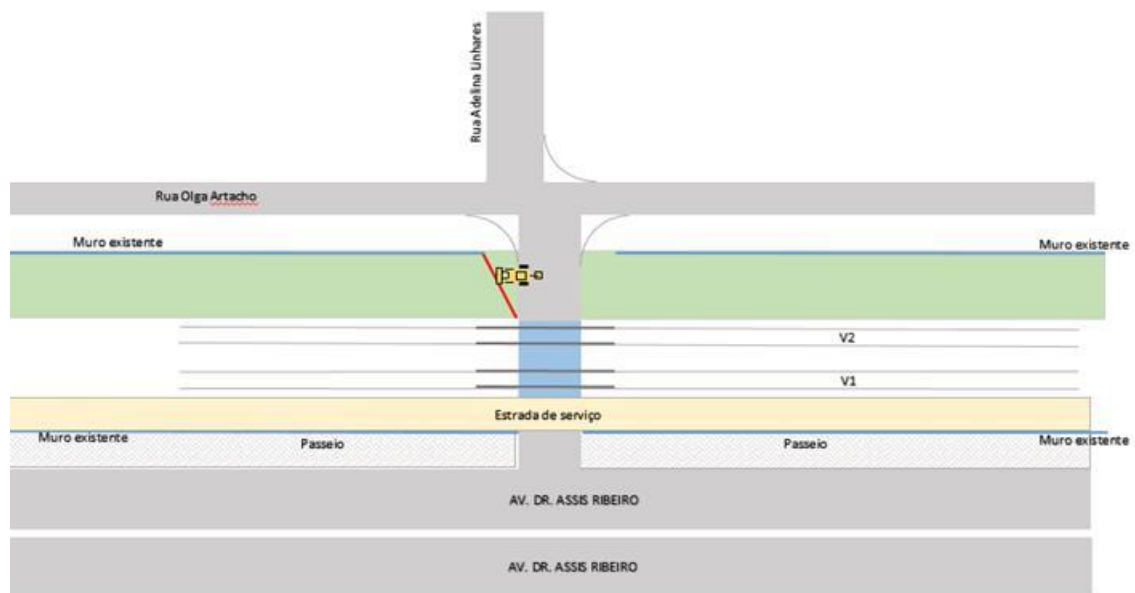 Rua Adelina Linhares
Rua Olga Artacho
Muro existente
Muro existente
V2
V1
Estrada de serviço
Muro existente
Passeio
Passeio
Muro existente
AV. DR. ASSIS RIBEIRO
AV. DR. ASSIS RIBEIRO